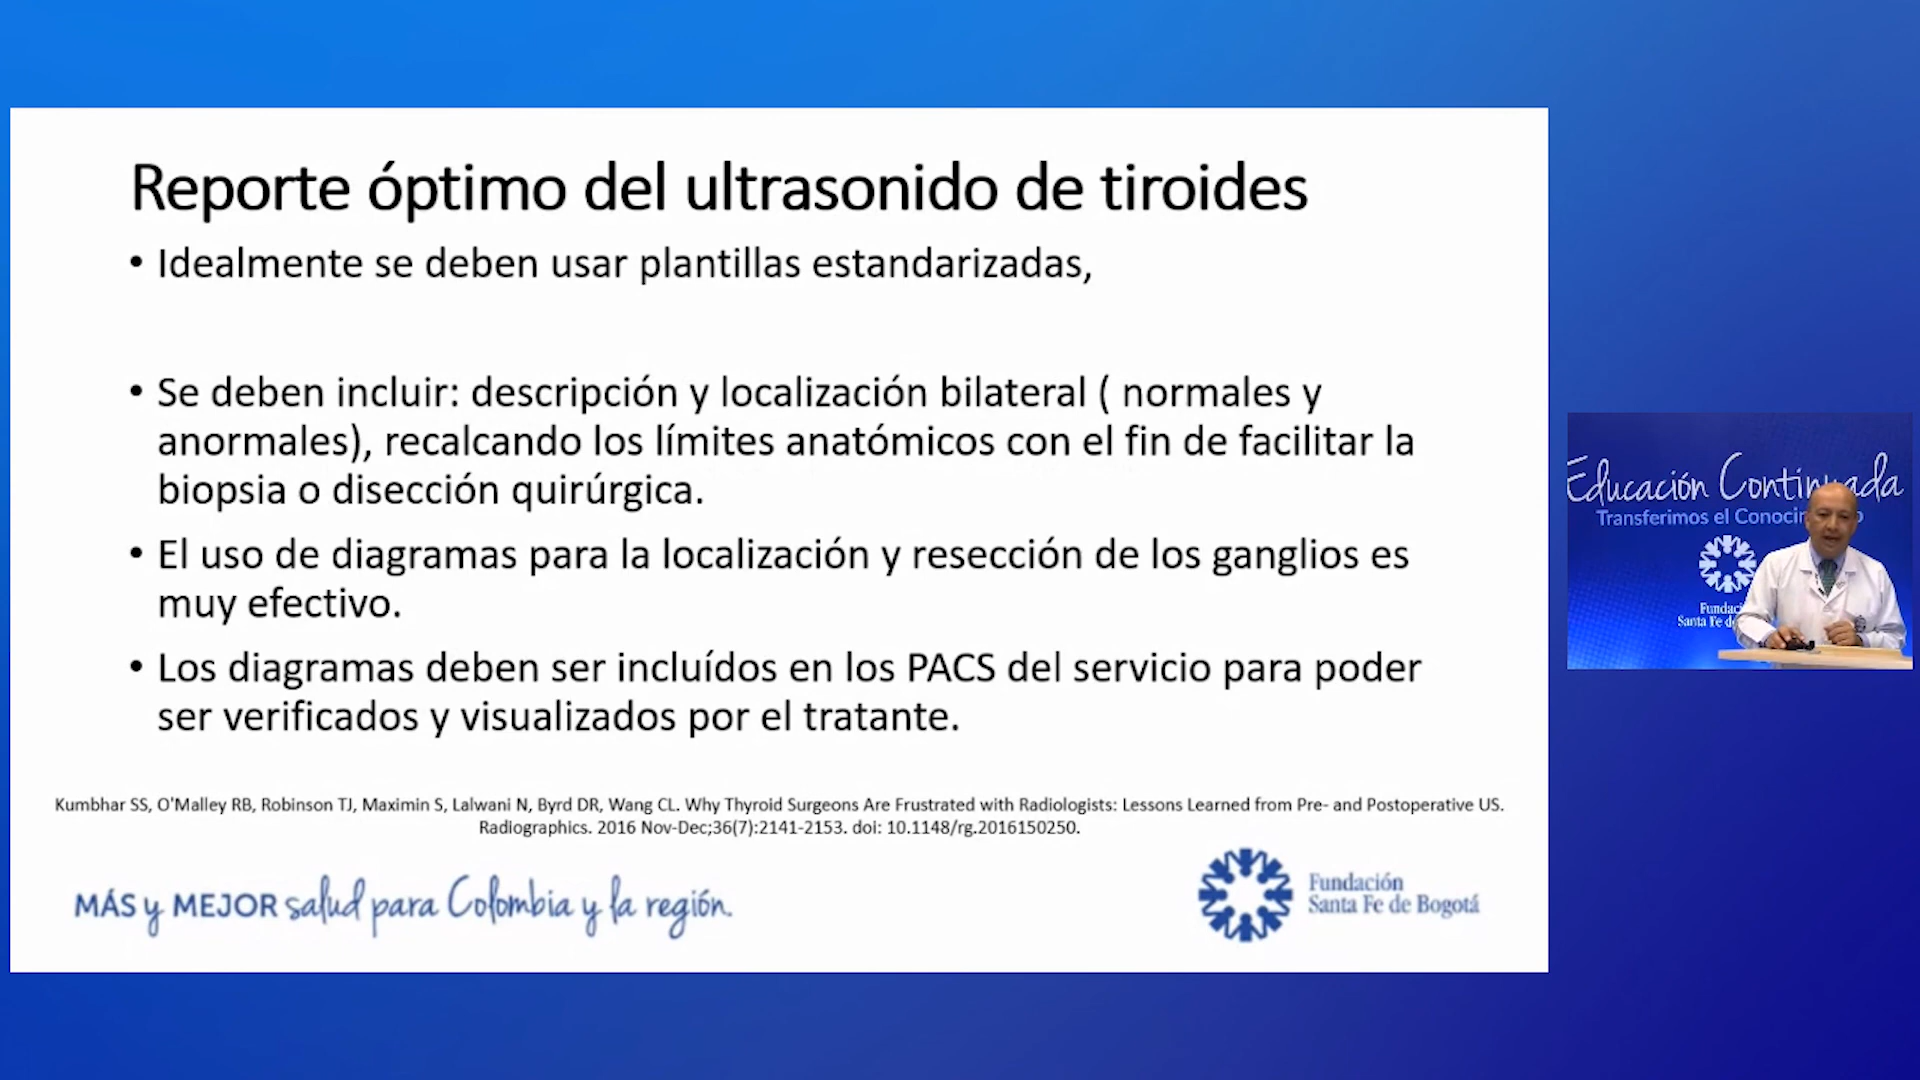 Reporte óptimo del ultrasonido de tiroides
• Idealmente se deben usar plantillas estandarizadas,
• Se deben incluir: descripción y localización bilateral ( normales y
anormales), recalcando los límites anatómicos con el fin de facilitar la
biopsia o disección quirúrgica.
• El uso de diagramas para la localización y resección de los ganglios es
muy efectivo.
• Los diagramas deben ser incluídos en los PACS del servicio para poder
ser verificados y visualizados por el tratante.
Kumbhar SS, O'Malley RB, Robinson TJ, Maximin S, Lalwani N, Byrd DR, Wang CL. Why Thyroid Surgeons Are Frustrated with Radiologists: Lessons Learned from Pre- and Postoperative US.
Radiographics. 2016 Nov-Dec;36(7):2141-2153. doi: 10.1148/rg.2016150250.
MÁS y MEJOR salud para Colombia y la región.
Fundación
Santa Fe de Bogotá
Educación Continuada
Transferimos el
Santa Fe